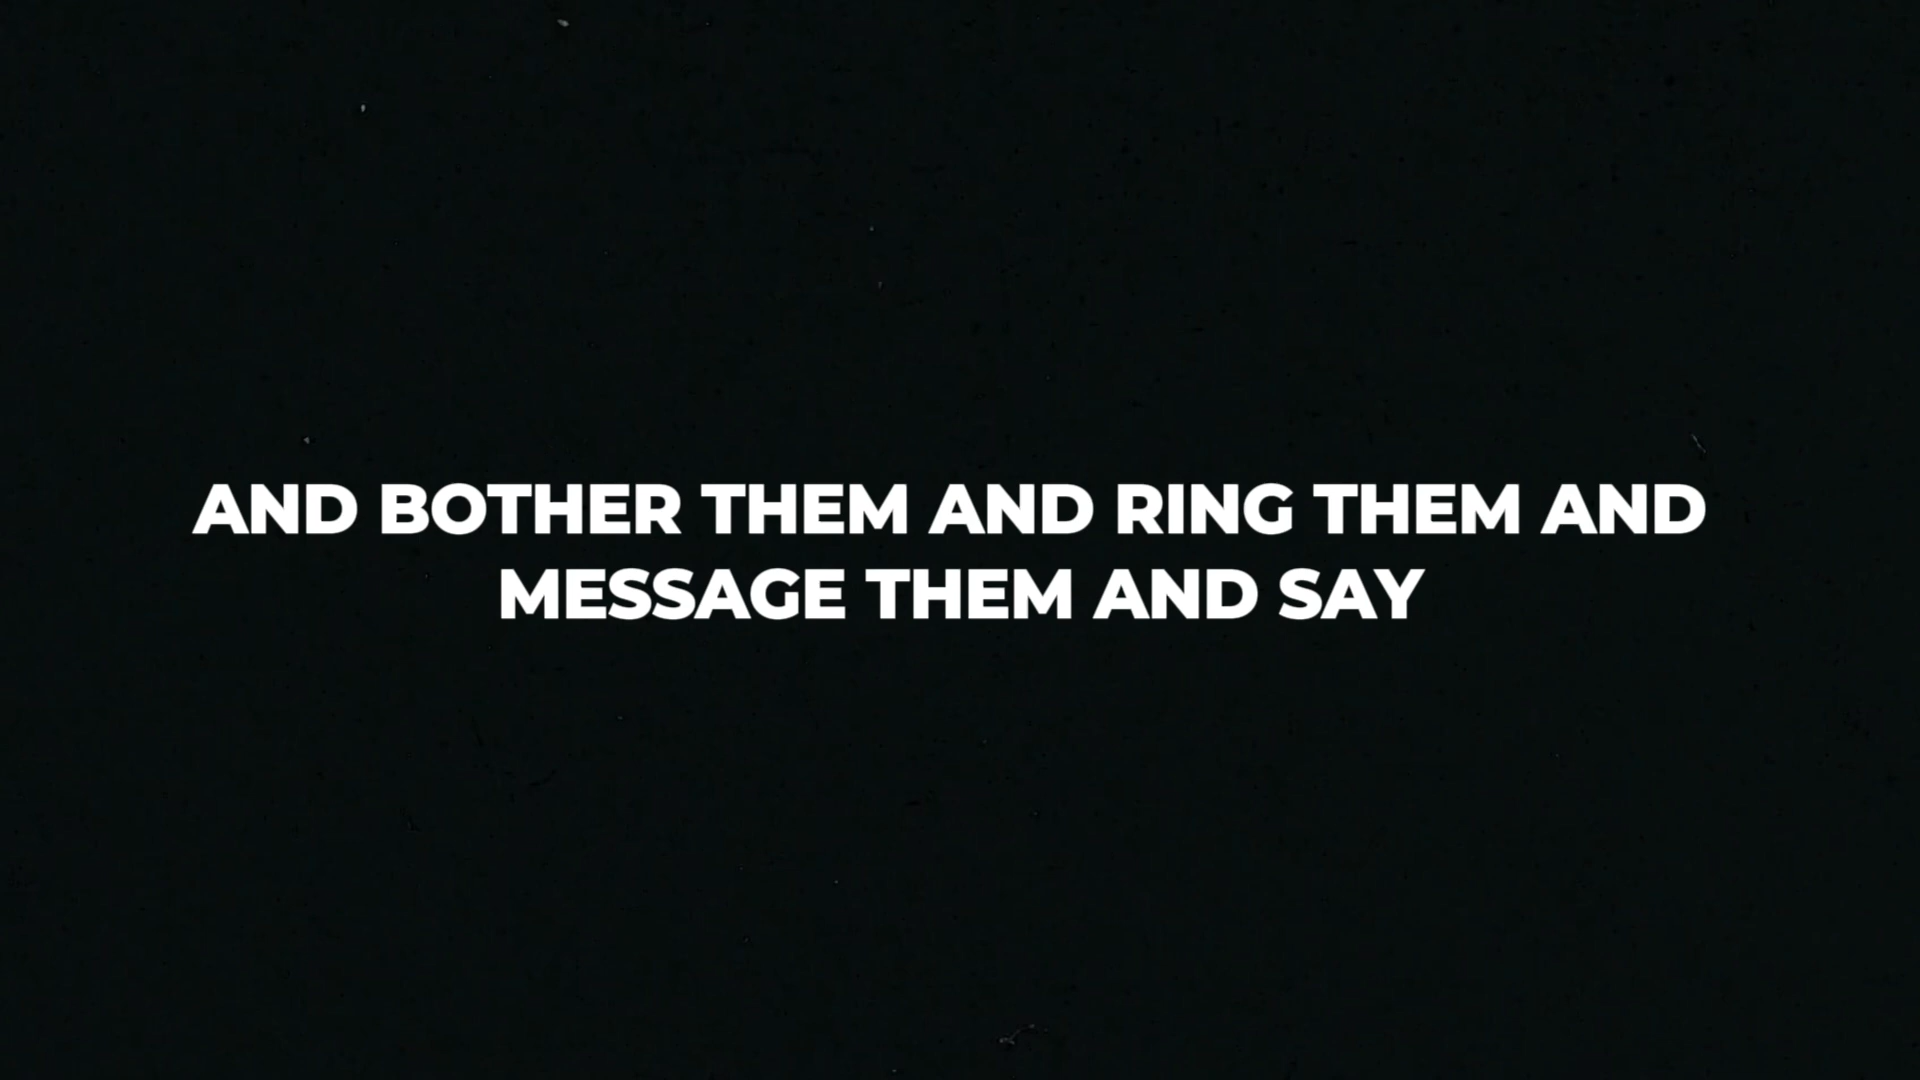 AND BOTHER THEM AND RING THEM AND
MESSAGE THEM AND SAY